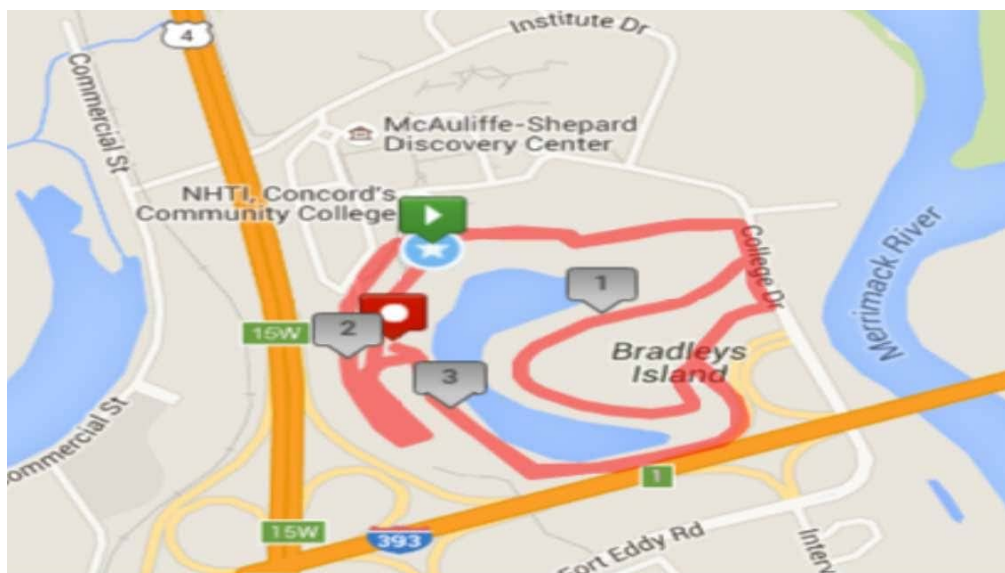 Institute Dr
4
Commercial St
McAuliffe-Shepard
Discovery Center
NHTI, Concord's
Community College
College Dr
Merrimack River
1
2
15W
Bradleys
Island
3
Commercial St
1
15W
393
Fort Eddy Rd
Interv